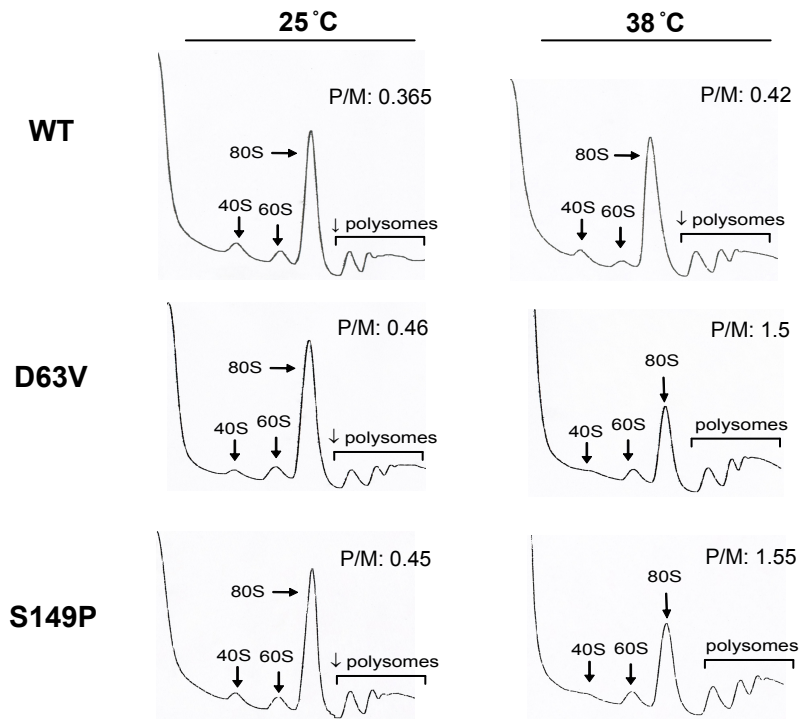 25 °C
38 °C
WT
P/M: 0.365
80S
40S
60S
↓ polysomes
P/M: 0.42
80S
40S
60S
↓ polysomes
D63V
P/M: 0.46
80S
40S
60S
↓ polysomes
P/M: 1.5
80S
40S
60S
polysomes
S149P
P/M: 0.45
80S
40S
60S
↓ polysomes
P/M: 1.55
80S
40S
60S
polysomes